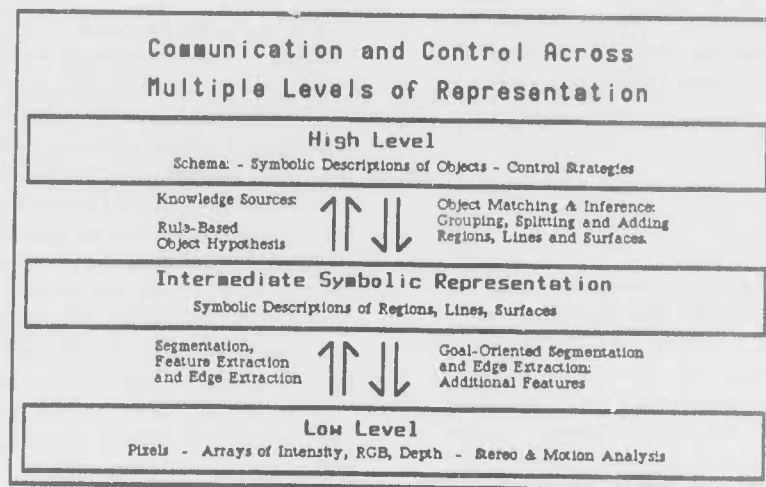 Communication and Control Across
Multiple Levels of Representation
High Level
Schema: - Symbolic Descriptions of Objects - Control Strategies
Knowledge Sources:
Rule-Based
Object Hypothesis
Object Matching & Inference:
Grouping, Splitting and Adding
Regions, Lines and Surfaces.
Intermediate Symbolic Representation
Symbolic Descriptions of Regions, Lines, Surfaces
Segmentation,
Feature Extraction
and Edge Extraction
Goal-Oriented Segmentation
and Edge Extraction:
Additional Features
Low Level
Pixels - Arrays of Intensity, RGB, Depth - Stereo & Motion Analysis